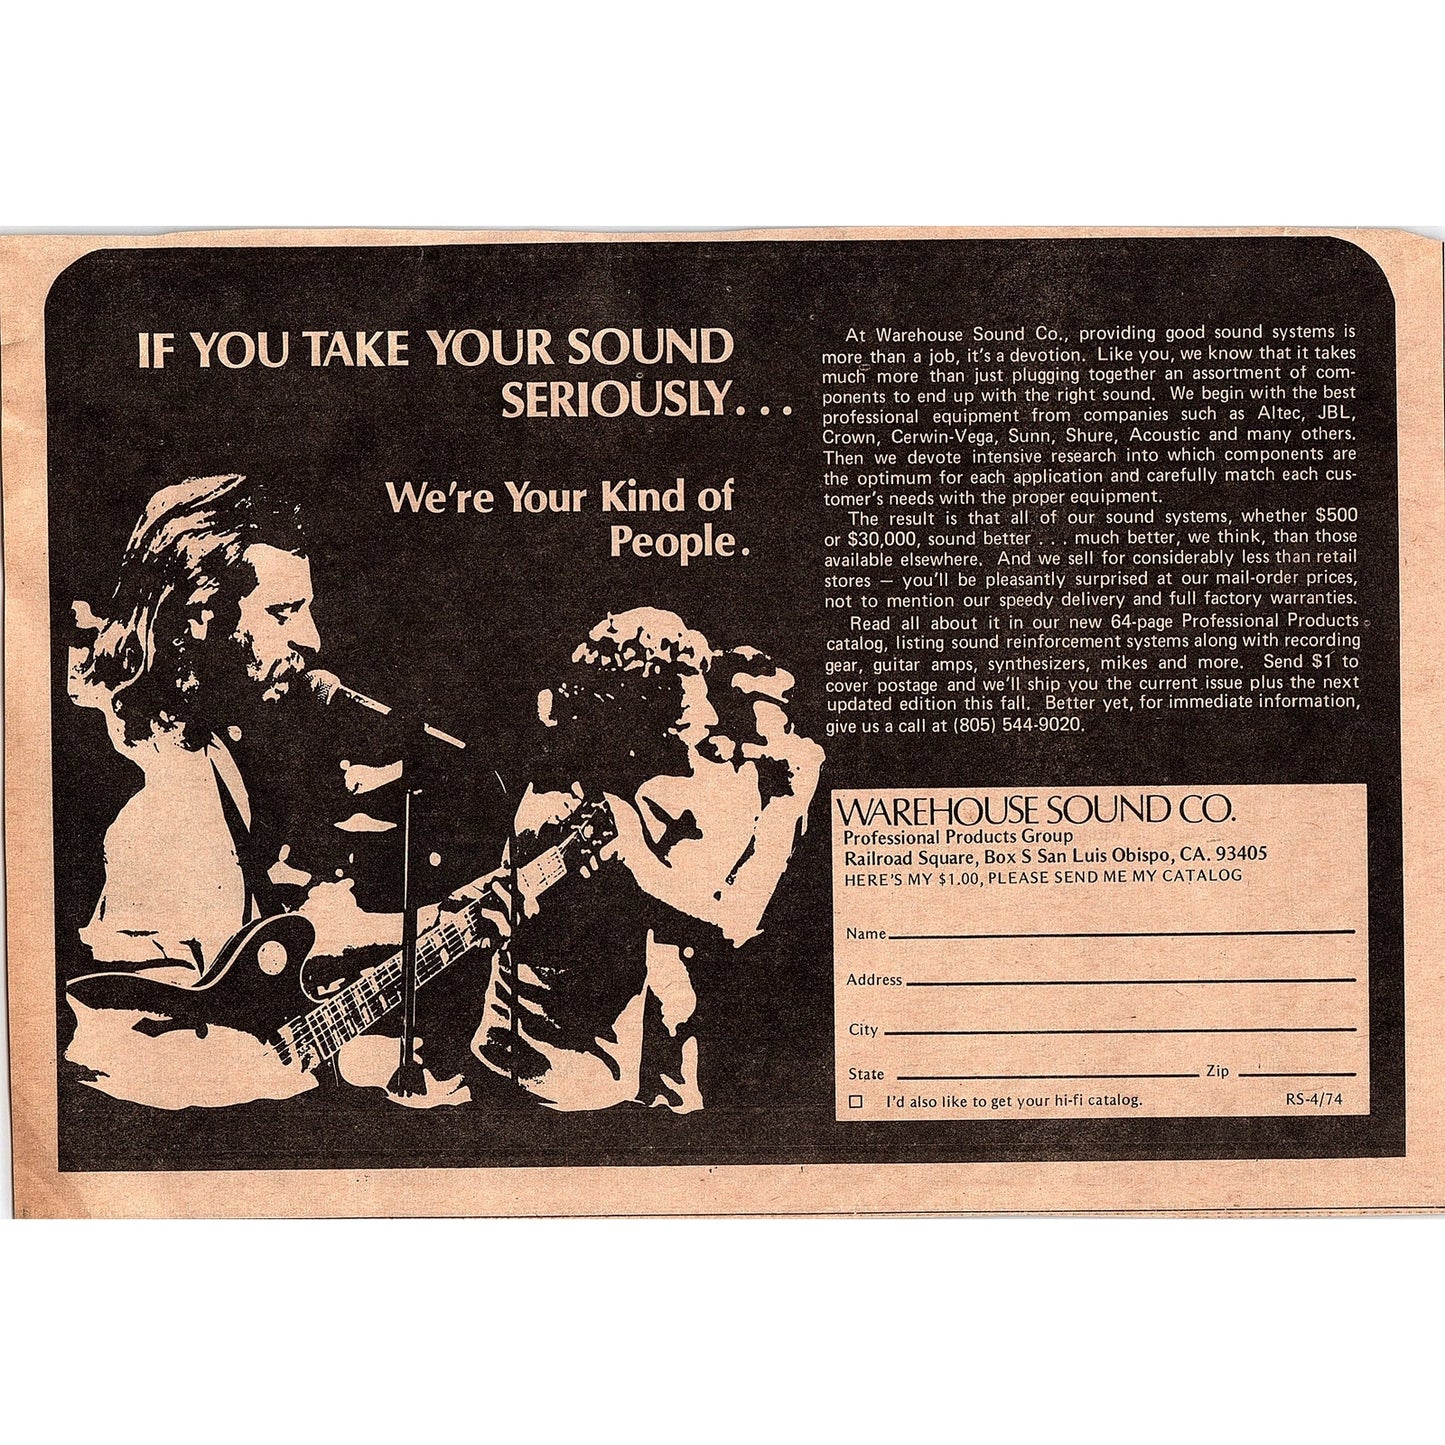 IF YOU TAKE YOUR SOUND
SERIOUSLY...
We're Your Kind of
People.
At Warehouse Sound Co., providing good sound systems is
more than a job, it's a devotion. Like you, we know that it takes
much more than just plugging together an assortment of com-
ponents to end up with the right sound. We begin with the best
professional equipment from companies such as Altec, JBL,
Crown, Cerwin-Vega, Sunn, Shure, Acoustic and many others.
Then we devote intensive research into which components are
the optimum for each application and carefully match each cus-
tomer's needs with the proper equipment.
The result is that all of our sound systems, whether $500
or $30,000, sound better . . . much better, we think, than those
available elsewhere. And we sell for considerably less than retail
stores — you'll be pleasantly surprised at our mail-order prices,
not to mention our speedy delivery and full factory warranties.
Read all about it in our new 64-page Professional Products
catalog, listing sound reinforcement systems along with recording
gear, guitar amps, synthesizers, mikes and more. Send $1 to
cover postage and we'll ship you the current issue plus the next
updated edition this fall. Better yet, for immediate information,
give us a call at (805) 544-9020.
WAREHOUSE SOUND CO.
Professional Products Group
Railroad Square, Box S San Luis Obispo, CA. 93405
HERE'S MY $1.00, PLEASE SEND ME MY CATALOG
Name
Address
City
State Zip
I'd also like to get your hi-fi catalog. RS-4/74